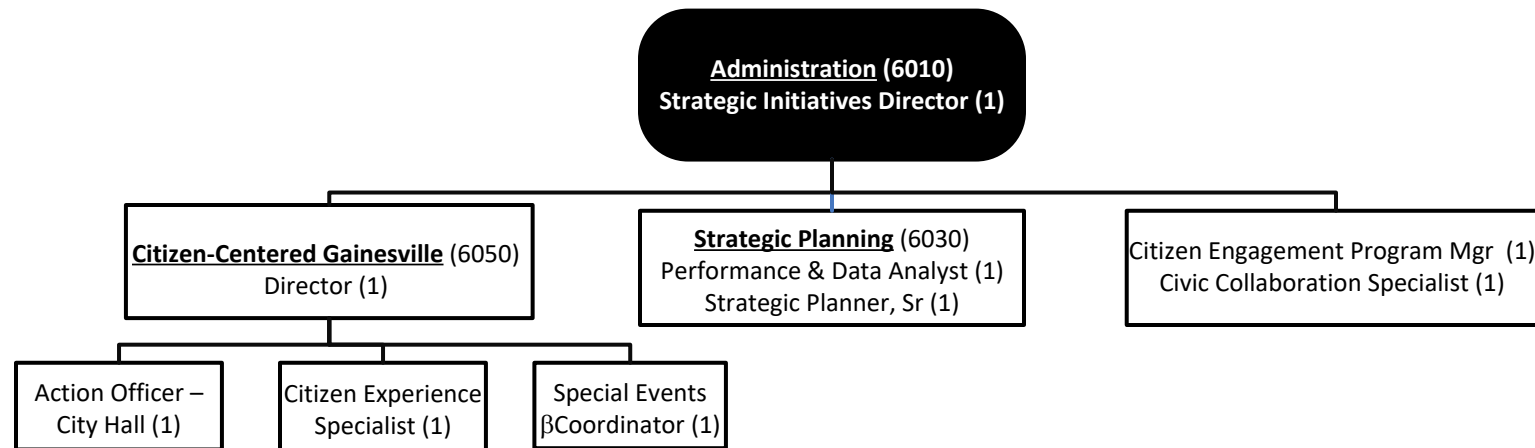 Administration (6010)
Strategic Initiatives Director (1)
Citizen-Centered Gainesville (6050)
Director (1)
Strategic Planning (6030)
Performance & Data Analyst (1)
Strategic Planner, Sr (1)
Citizen Engagement Program Mgr  (1)
Civic Collaboration Specialist (1)
Action Officer –
City Hall (1)
Citizen Experience
Specialist (1)
Special Events
βCoordinator (1)